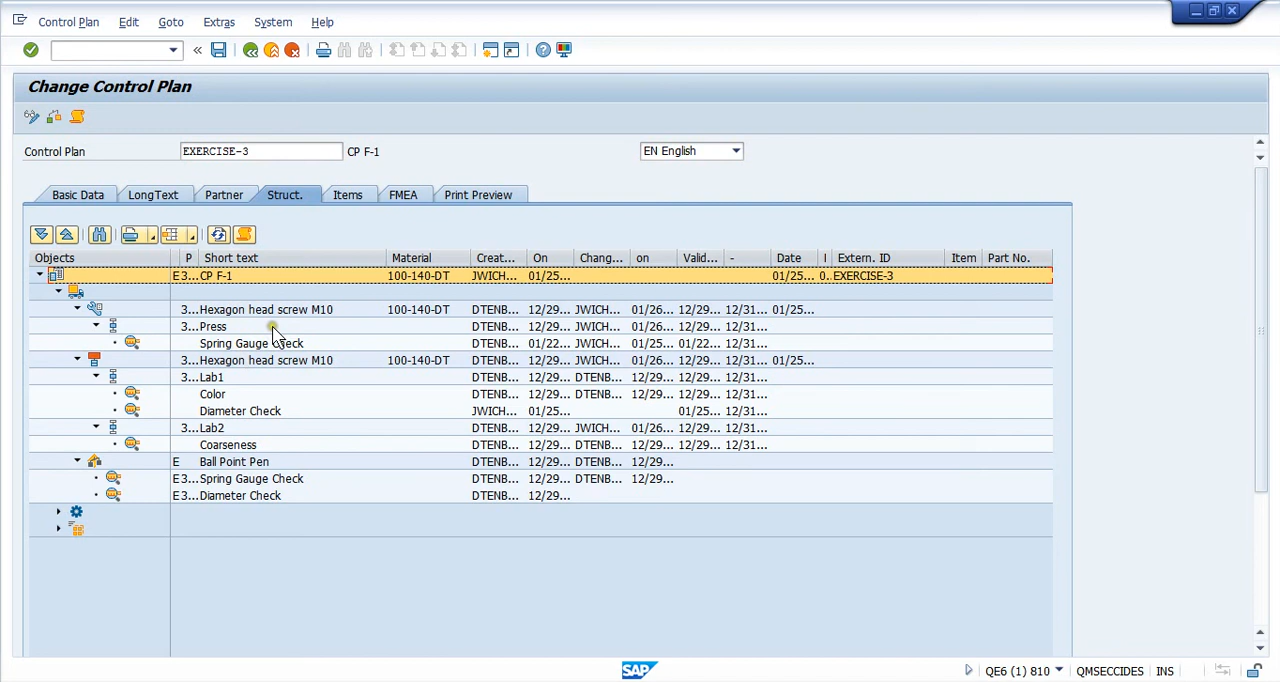 Control Plan Edit Goto Extras System Help
Change Control Plan
Control Plan EXERCISE-3 CP F-1 EN English
Basic Data LongText Partner Struct. Items FMEA Print Preview
Objects P Short text Material Creat... On Chang... on Valid... - Date I Extern. ID Item Part No.
E3... CP F-1 100-140-DT JWICH... 01/25... 01/25... 0.. EXERCISE-3
3... Hexagon head screw M10 100-140-DT DTENB... 12/29... JWICH... 01/26... 12/29... 12/31... 01/25...
3... Press DTENB... 12/29... JWICH... 01/26... 12/29... 12/31...
Spring Gauge Check DTENB... 01/22... JWICH... 01/25... 01/22... 12/31...
3... Hexagon head screw M10 100-140-DT DTENB... 12/29... JWICH... 01/26... 12/29... 12/31... 01/25...
3... Lab1 DTENB... 12/29... DTENB... 12/29... 12/29... 12/31...
Color DTENB... 12/29... DTENB... 12/29... 12/29... 12/31...
Diameter Check JWICH... 01/25... 01/25... 12/31...
3... Lab2 DTENB... 12/29... JWICH... 01/26... 12/29... 12/31...
Coarseness DTENB... 12/29... DTENB... 12/29... 12/29... 12/31...
E Ball Point Pen DTENB... 12/29... DTENB... 12/29...
E3... Spring Gauge Check DTENB... 12/29... DTENB... 12/29...
E3... Diameter Check DTENB... 12/29...
SAP QE6 (1) 810 QMSECCIDES INS